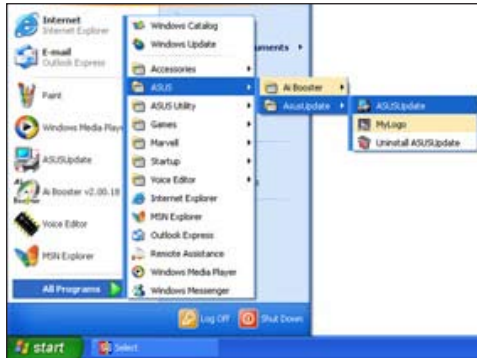 Internet
Internet Explorer
E-mail
Outlook Express
Paint
Windows Media Play
ASUSUpdate
Ai Booster v2.00.18
Voice Editor
MSN Explorer
All Programs
Windows Catalog
Windows Update
Accessories
ASUS
ASUS Utility
Games
Marvell
Startup
Voice Editor
Internet Explorer
MSN Explorer
Outlook Express
Remote Assistance
Windows Media Player
Windows Messenger
uments
Ai Booster
AsusUpdate
ASUSUpdate
MyLogo
Uninstall ASUSUpdate
Log Off
Shut Down
start
Select